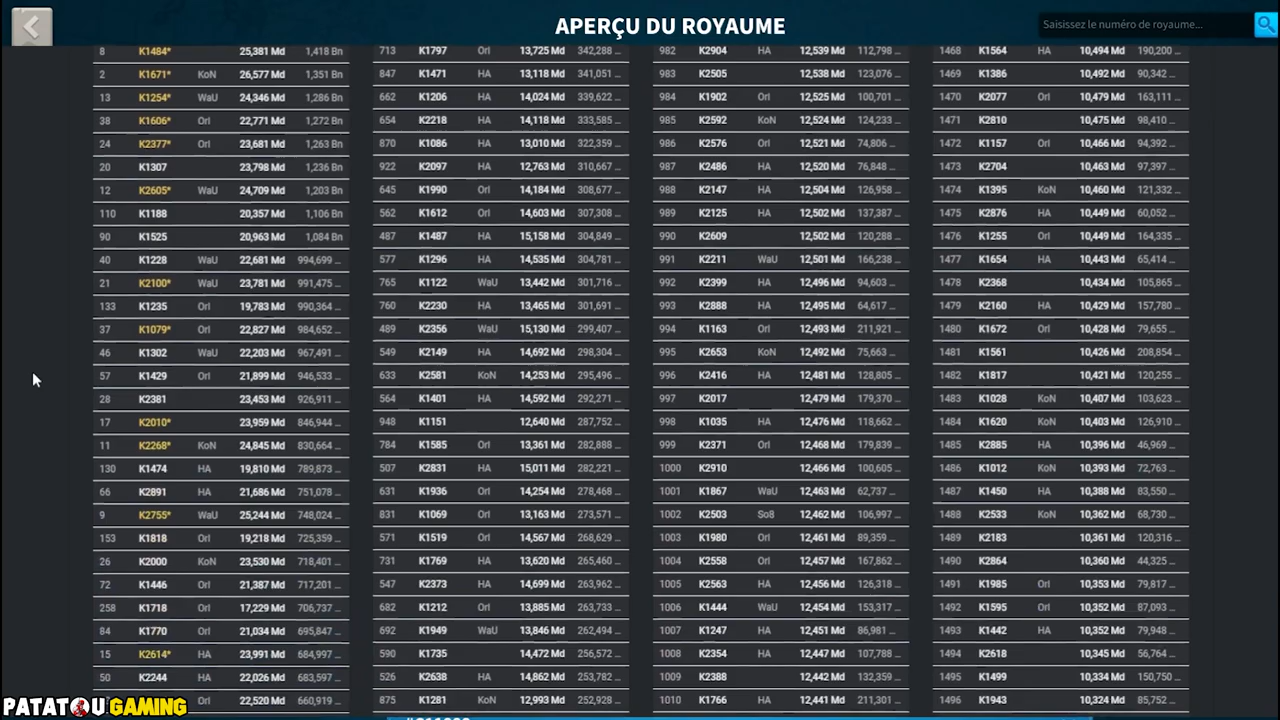 APERÇU DU ROYAUME
Saisissez le numéro de royaume...
8 K1484* 25,381 Md 1,418 Bn
2 K1671* KoN 26,577 Md 1,351 Bn
13 K1254* WaU 24,346 Md 1,286 Bn
38 K1606* Orl 22,771 Md 1,272 Bn
24 K2377* Orl 23,681 Md 1,263 Bn
20 K1307 23,798 Md 1,236 Bn
12 K2605* WaU 24,709 Md 1,203 Bn
110 K1188 20,357 Md 1,106 Bn
90 K1525 20,963 Md 1,084 Bn
40 K1228 WaU 22,681 Md 994,699 ...
21 K2100* WaU 23,781 Md 991,475 ...
133 K1235 Orl 19,783 Md 990,364 ...
37 K1079* Orl 22,827 Md 984,652 ...
46 K1302 WaU 22,203 Md 967,491 ...
57 K1429 Orl 21,899 Md 946,533 ...
28 K2381 23,453 Md 926,911 ...
17 K2010* 23,959 Md 846,944 ...
11 K2268* KoN 24,845 Md 830,664 ...
130 K1474 HA 19,810 Md 789,873 ...
66 K2891 HA 21,686 Md 751,078 ...
9 K2755* WaU 25,244 Md 748,024 ...
153 K1818 Orl 19,218 Md 725,359 ...
26 K2000 KoN 23,530 Md 718,401 ...
72 K1446 Orl 21,387 Md 717,201 ...
258 K1718 Orl 17,229 Md 706,737 ...
84 K1770 Orl 21,034 Md 695,847 ...
15 K2614* HA 23,991 Md 684,997 ...
50 K2244 HA 22,026 Md 683,597 ...
Orl 22,520 Md 660,919 ...
713 K1797 Orl 13,725 Md 342,288 ...
847 K1471 HA 13,118 Md 341,051 ...
662 K1206 HA 14,024 Md 339,622 ...
654 K2218 HA 14,118 Md 333,585 ...
870 K1086 HA 13,010 Md 322,359 ...
922 K2097 HA 12,763 Md 310,667 ...
645 K1990 Orl 14,184 Md 308,677 ...
562 K1612 Orl 14,603 Md 307,308 ...
487 K1487 HA 15,158 Md 304,849 ...
577 K1296 HA 14,535 Md 304,781 ...
765 K1122 WaU 13,442 Md 301,716 ...
760 K2230 HA 13,465 Md 301,691 ...
489 K2356 WaU 15,130 Md 299,407 ...
549 K2149 HA 14,692 Md 298,304 ...
633 K2581 KoN 14,253 Md 295,496 ...
564 K1401 HA 14,592 Md 292,271 ...
948 K1151 12,640 Md 287,752 ...
784 K1585 Orl 13,361 Md 282,888 ...
507 K2831 HA 15,011 Md 282,221 ...
631 K1936 Orl 14,254 Md 278,468 ...
831 K1069 Orl 13,163 Md 273,571 ...
571 K1519 Orl 14,567 Md 268,629 ...
731 K1769 HA 13,620 Md 265,460 ...
547 K2373 HA 14,699 Md 263,962 ...
682 K1212 Orl 13,885 Md 263,733 ...
692 K1949 WaU 13,846 Md 262,494 ...
590 K1735 14,472 Md 256,572 ...
526 K2638 HA 14,862 Md 253,782 ...
875 K1281 KoN 12,993 Md 252,928 ...
982 K2904 HA 12,539 Md 112,798 ...
983 K2505 12,538 Md 123,076 ...
984 K1902 Orl 12,525 Md 100,701 ...
985 K2592 KoN 12,524 Md 124,233 ...
986 K2576 Orl 12,521 Md 74,806 ...
987 K2486 HA 12,520 Md 76,848 ...
988 K2147 HA 12,504 Md 126,958 ...
989 K2125 HA 12,502 Md 137,387 ...
990 K2609 12,502 Md 120,288 ...
991 K2211 WaU 12,501 Md 166,238 ...
992 K2399 HA 12,496 Md 94,603 ...
993 K2888 HA 12,495 Md 64,617 ...
994 K1163 Orl 12,493 Md 211,921 ...
995 K2653 KoN 12,492 Md 75,663 ...
996 K2416 HA 12,481 Md 128,805 ...
997 K2017 12,479 Md 179,370 ...
998 K1035 HA 12,476 Md 118,662 ...
999 K2371 Orl 12,468 Md 179,839 ...
1000 K2910 12,466 Md 100,605 ...
1001 K1867 WaU 12,463 Md 62,737 ...
1002 K2503 So8 12,462 Md 106,997 ...
1003 K1980 Orl 12,461 Md 89,359 ...
1004 K2558 Orl 12,457 Md 167,862 ...
1005 K2563 HA 12,456 Md 126,318 ...
1006 K1444 WaU 12,454 Md 153,317 ...
1007 K1247 HA 12,451 Md 86,981 ...
1008 K2354 HA 12,447 Md 107,788 ...
1009 K2388 12,442 Md 132,359 ...
1010 K1766 HA 12,441 Md 211,301 ...
1468 K1564 HA 10,494 Md 190,200 ...
1469 K1386 10,492 Md 90,342 ...
1470 K2077 Orl 10,479 Md 163,111 ...
1471 K2810 10,475 Md 98,410 ...
1472 K1157 Orl 10,466 Md 94,392 ...
1473 K2704 10,463 Md 97,397 ...
1474 K1395 KoN 10,460 Md 121,332 ...
1475 K2876 HA 10,449 Md 60,052 ...
1476 K1255 Orl 10,449 Md 164,335 ...
1477 K1654 HA 10,443 Md 65,414 ...
1478 K2368 10,434 Md 105,865 ...
1479 K2160 HA 10,429 Md 157,780 ...
1480 K1672 Orl 10,428 Md 79,655 ...
1481 K1561 10,426 Md 208,854 ...
1482 K1817 10,421 Md 120,255 ...
1483 K1028 KoN 10,407 Md 103,623 ...
1484 K1620 KoN 10,403 Md 126,910 ...
1485 K2885 HA 10,396 Md 46,969 ...
1486 K1012 KoN 10,393 Md 72,763 ...
1487 K1450 HA 10,388 Md 83,550 ...
1488 K2533 KoN 10,362 Md 68,730 ...
1489 K2183 10,361 Md 120,316 ...
1490 K2864 10,360 Md 44,325 ...
1491 K1985 Orl 10,353 Md 79,817 ...
1492 K1595 Orl 10,352 Md 87,093 ...
1493 K1442 HA 10,352 Md 79,948 ...
1494 K2618 10,345 Md 56,764 ...
1495 K1499 10,334 Md 150,750 ...
1496 K1943 10,324 Md 85,752 ...
PATATOU GAMING